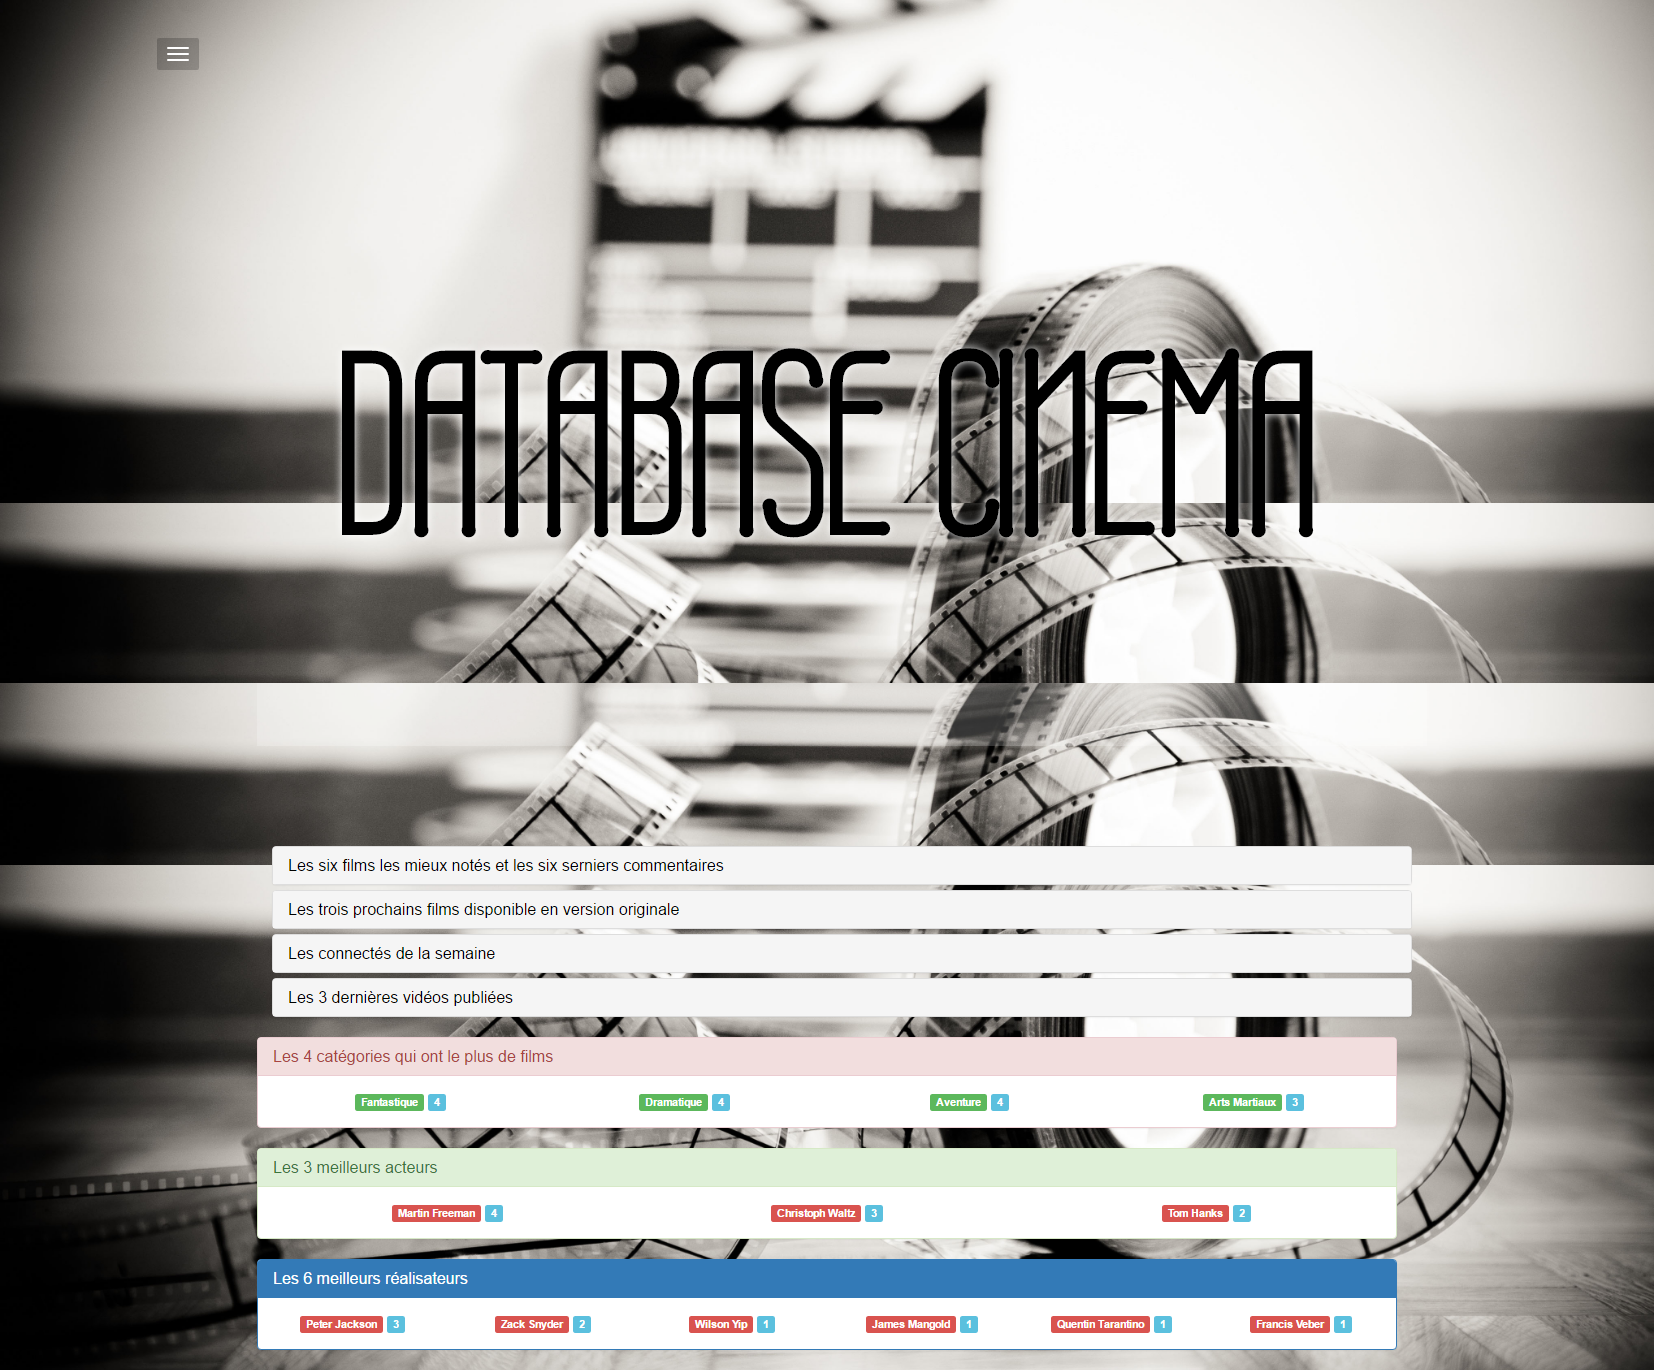 DATABASE CINEMA
Les six films les mieux notés et les six serniers commentaires
Les trois prochains films disponible en version originale
Les connectés de la semaine
Les 3 dernières vidéos publiées
Les 4 catégories qui ont le plus de films
Fantastique 4 Dramatique 4 Aventure 4 Arts Martiaux 3
Les 3 meilleurs acteurs
Martin Freeman 4 Christoph Waltz 3 Tom Hanks 2
Les 6 meilleurs réalisateurs
Peter Jackson 3 Zack Snyder 2 Wilson Yip 1 James Mangold 1 Quentin Tarantino 1 Francis Veber 1